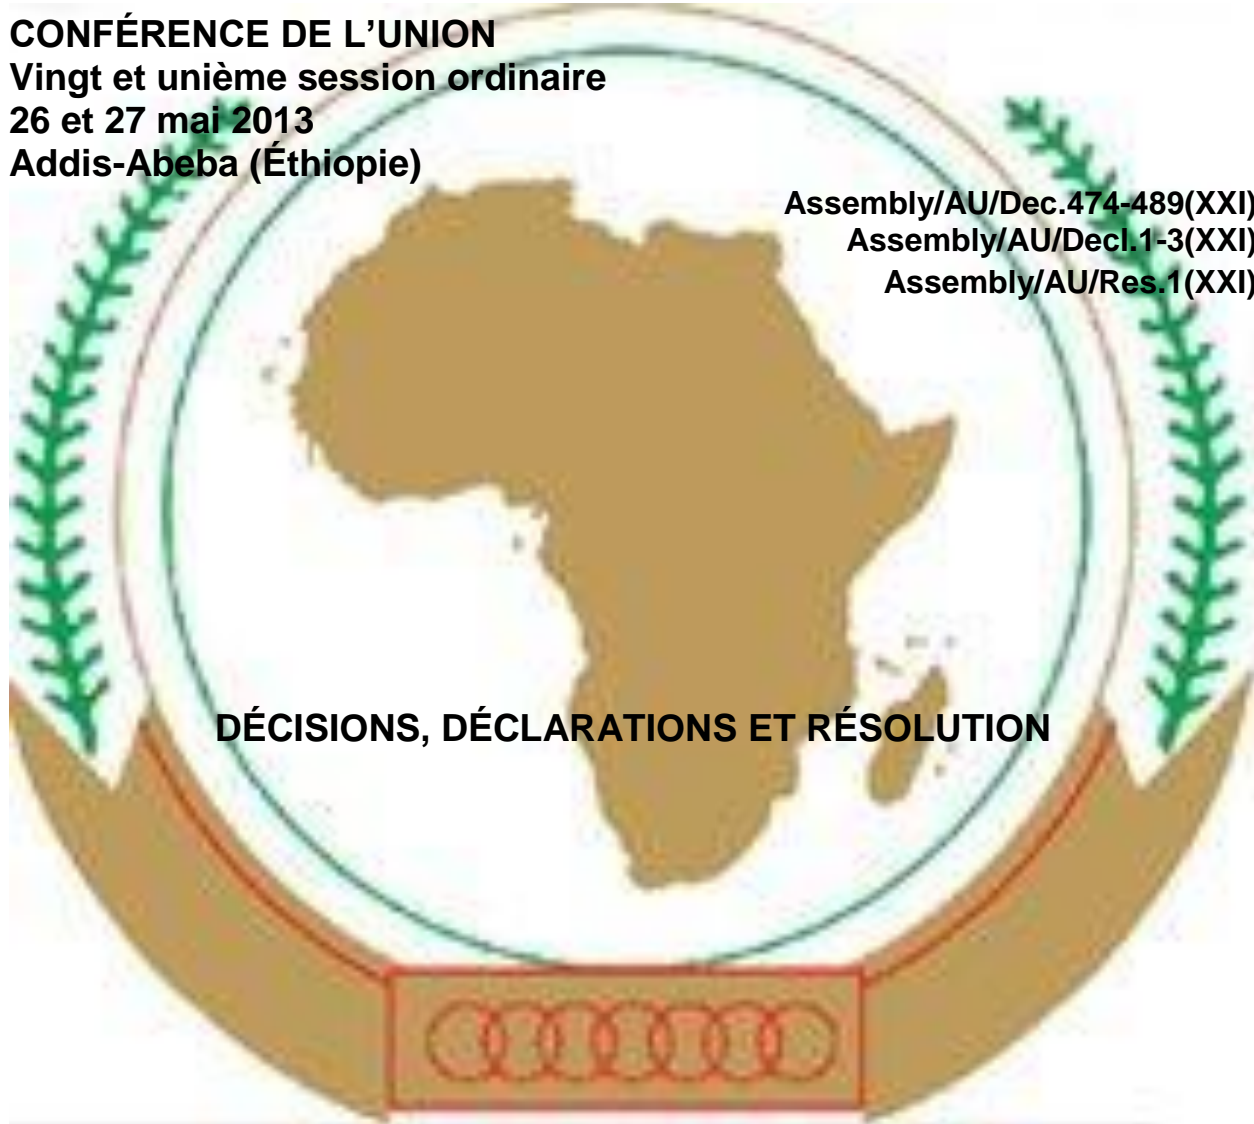 CONFÉRENCE DE L’UNION
Vingt et unième session ordinaire
26 et 27 mai 2013
Addis-Abeba (Éthiopie)
Assembly/AU/Dec.474-489(XXI)
Assembly/AU/Decl.1-3(XXI)
Assembly/AU/Res.1(XXI)
DÉCISIONS, DÉCLARATIONS ET RÉSOLUTION